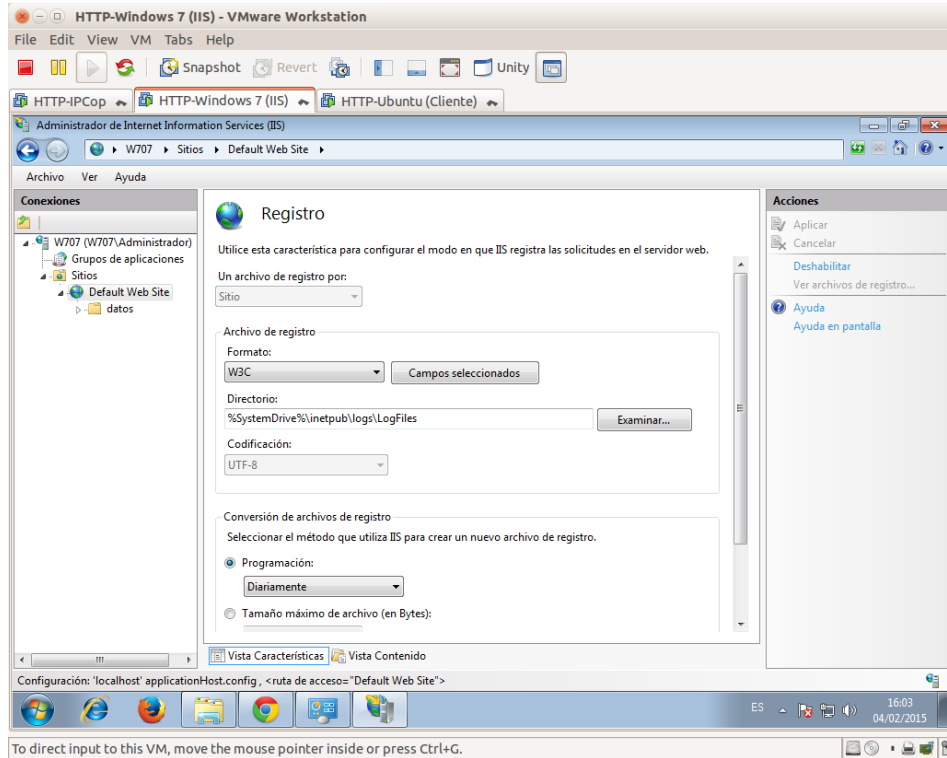 HTTP-Windows 7 (IIS) - VMware Workstation
File Edit View VM Tabs Help
Snapshot Revert Unity
HTTP-IPCop HTTP-Windows 7 (IIS) HTTP-Ubuntu (Cliente)
Administrador de Internet Information Services (IIS)
W707 Sitios Default Web Site
Archivo Ver Ayuda
Conexiones
W707 (W707\Administrador)
Grupos de aplicaciones
Sitios
Default Web Site
datos
Registro
Utilice esta característica para configurar el modo en que IIS registra las solicitudes en el servidor web.
Un archivo de registro por:
Sitio
Archivo de registro
Formato:
W3C Campos seleccionados
Directorio:
%SystemDrive%\inetpub\logs\LogFiles Examinar...
Codificación:
UTF-8
Conversión de archivos de registro
Seleccionar el método que utiliza IIS para crear un nuevo archivo de registro.
Programación:
Diariamente
Tamaño máximo de archivo (en Bytes):
Vista Características Vista Contenido
Acciones
Aplicar
Cancelar
Deshabilitar
Ver archivos de registro...
Ayuda
Ayuda en pantalla
Configuración: 'localhost' applicationHost.config , <ruta de acceso="Default Web Site">
ES 16:03
04/02/2015
To direct input to this VM, move the mouse pointer inside or press Ctrl+G.